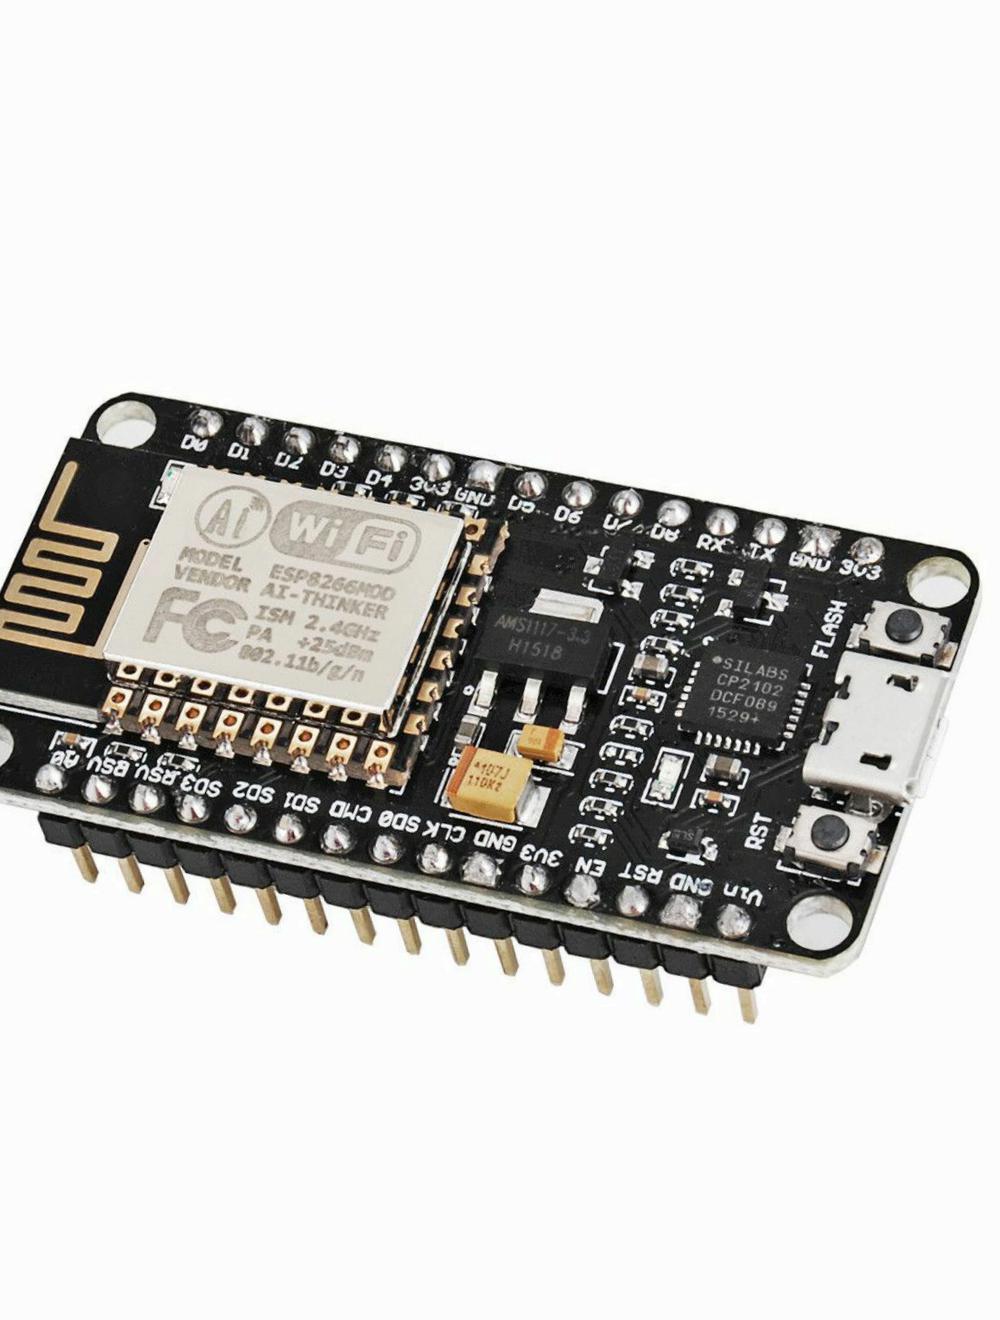 D0 D1 D2 D3 D4 3V3 GND D5 D6 D7 D8 RX TX GND 3V3
Ai WiFi
MODEL ESP8266MOD
VENDOR AI-THINKER
FC ISM 2.4GHz
PA +25dBm
802.11b/g/n
AMS1117-3.3
H1518
SILABS
CP2102
DCF089
1529+
FLASH
RST
107J
A0 RSV RSV SD3 SD2 SD1 CMD SD0 CLK GND 3V3 EN RST GND Vin